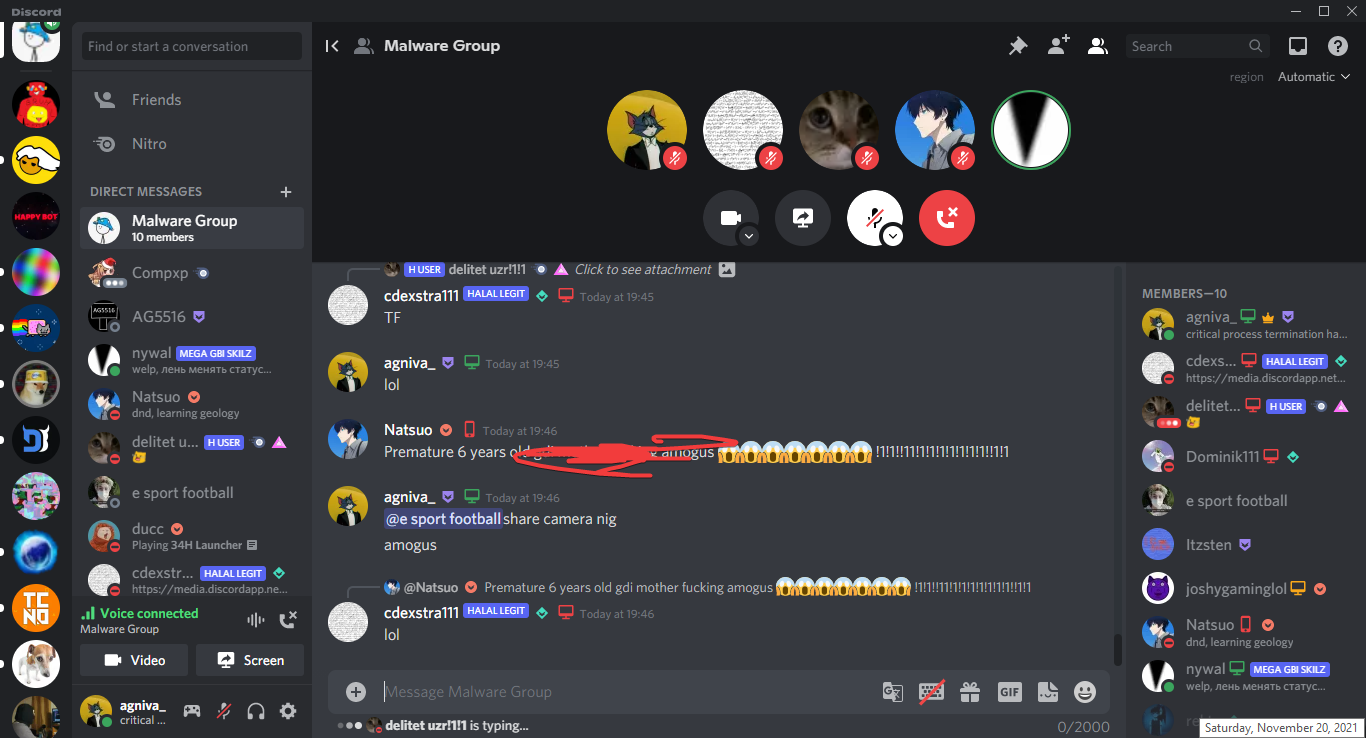 Discord
Find or start a conversation
Friends
Nitro
DIRECT MESSAGES
Malware Group
10 members
Compxp
AG5516
AG5516
nywal MEGA GBI SKILZ
welp, лень менять статус...
Natsuo
dnd, learning geology
delitet u... H USER
e sport football
ducc
Playing 34H Launcher
cdexstr... HALAL LEGIT
https://media.discordapp.ne...
Voice connected
Malware Group
Video
Screen
agniva_
critical ...
HAPPY BOT
TC
NO
Malware Group
Search
region Automatic
H USER delitet uzr!1!1 Click to see attachment
cdexstra111 HALAL LEGIT Today at 19:45
TF
agniva_ Today at 19:45
lol
Natsuo Today at 19:46
Premature 6 years old amogus 😱😱😱😱😱😱😱 !1!1!!11!1!1!1!1!1!1!1!!1!1
agniva_ Today at 19:46
@e sport football share camera nig
amogus
@Natsuo Premature 6 years old gdi mother fucking amogus 😱😱😱😱😱😱😱 !1!1!!11!1!1!1!1!1!1!1!!1!1
cdexstra111 HALAL LEGIT Today at 19:46
lol
Message Malware Group
GIF
delitet uzr!1!1 is typing...
0/2000
MEMBERS—10
agniva_
critical process termination ha...
cdexs... HALAL LEGIT
https://media.discordapp.net...
delitet... H USER
Dominik111
e sport football
Itzsten
joshygaminglol
Natsuo
dnd, learning geology
nywal MEGA GBI SKILZ
welp, лень менять статус...
Saturday, November 20, 2021